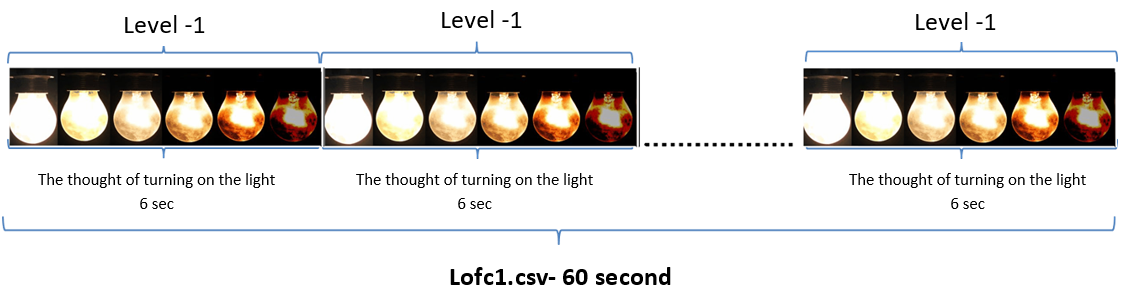 Level -1
Level -1
Level -1
The thought of turning on the light
6 sec
The thought of turning on the light
6 sec
The thought of turning on the light
6 sec
Lofc1.csv- 60 second